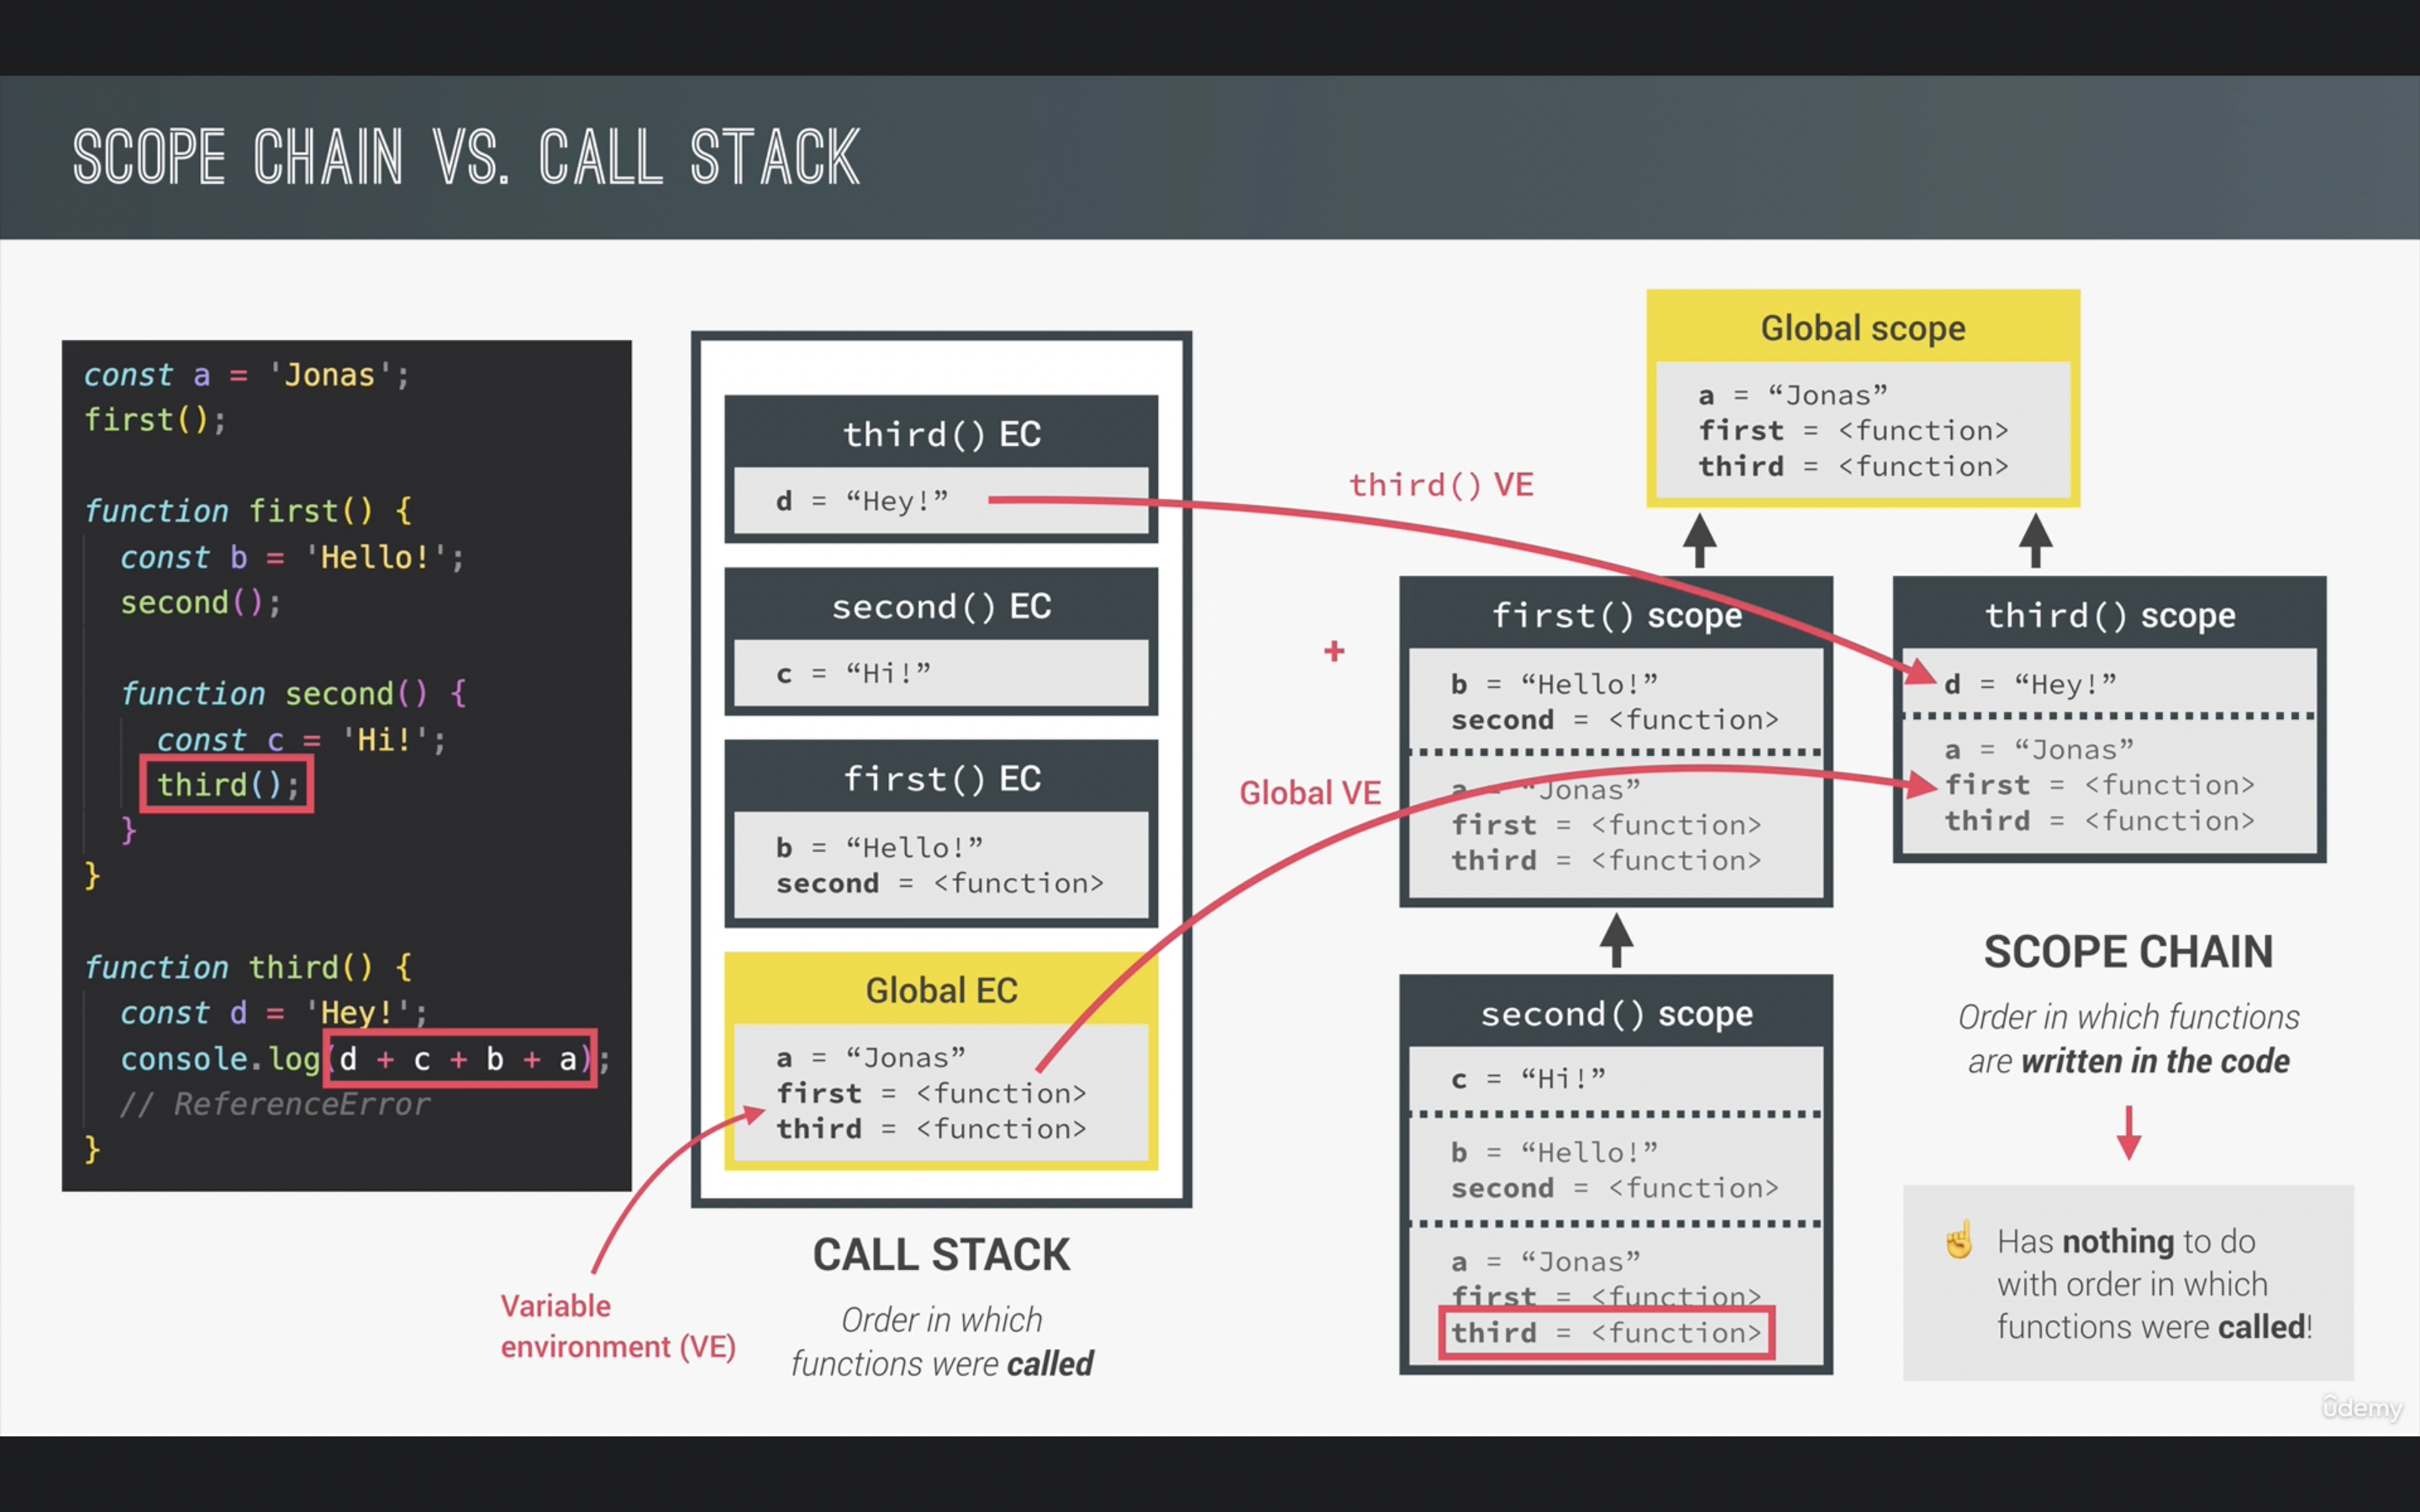 SCOPE CHAIN VS. CALL STACK
const a = 'Jonas';
first();
function first() {
const b = 'Hello!';
second();
function second() {
const c = 'Hi!';
third();
}
}
function third() {
const d = 'Hey!';
console.log(d + c + b + a);
// ReferenceError
}
third() EC
d = “Hey!”
second() EC
c = “Hi!”
first() EC
b = “Hello!”
second = <function>
Global EC
a = “Jonas”
first = <function>
third = <function>
Variable
environment (VE)
CALL STACK
Order in which
functions were called
third() VE
+
Global VE
Global scope
a = “Jonas”
first = <function>
third = <function>
first() scope
b = “Hello!”
second = <function>
a = “Jonas”
first = <function>
third = <function>
second() scope
c = “Hi!”
b = “Hello!”
second = <function>
a = “Jonas”
first = <function>
third = <function>
third() scope
d = “Hey!”
a = “Jonas”
first = <function>
third = <function>
SCOPE CHAIN
Order in which functions
are written in the code
☝️ Has nothing to do
with order in which
functions were called!
ûdemy